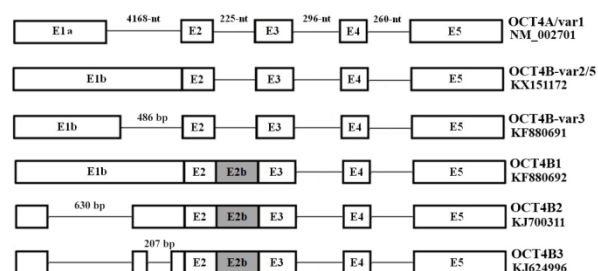 4168-nt 225-nt 296-nt 260-nt
E1a E2 E3 E4 E5
OCT4A/var1
NM_002701
E1b E2 E3 E4 E5
OCT4B-var2/5
KX151172
486 bp
E1b E2 E3 E4 E5
OCT4B-var3
KF880691
E1b E2 E2b E3 E4 E5
OCT4B1
KF880692
630 bp
E2 E2b E3 E4 E5
OCT4B2
KJ700311
207 bp
E2 E2b E3 E4 E5
OCT4B3
KJ624996